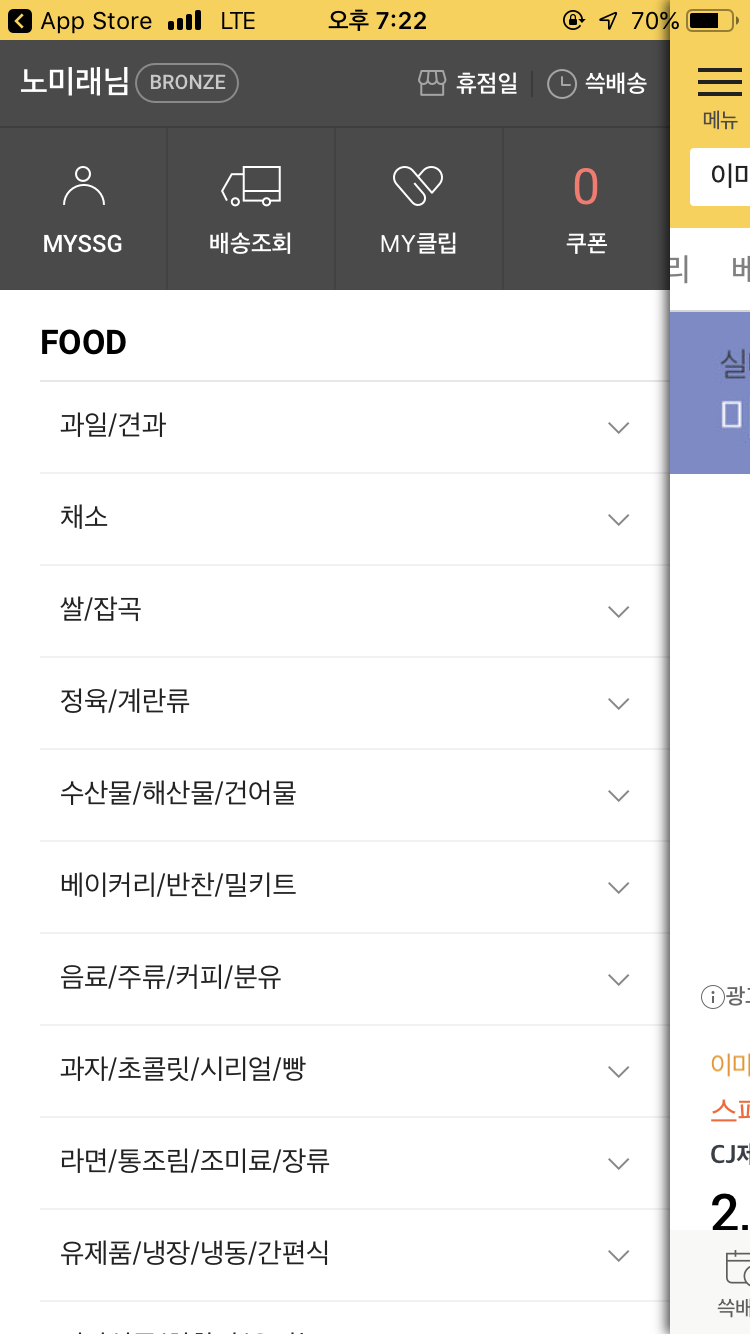 App Store LTE 오후 7:22 70%
노미래님 BRONZE 휴점일 쓱배송
메뉴
MYSSG 배송조회 MY클립 0 쿠폰
FOOD
과일/견과
채소
쌀/잡곡
정육/계란류
수산물/해산물/건어물
베이커리/반찬/밀키트
음료/주류/커피/분유
과자/초콜릿/시리얼/빵
라면/통조림/조미료/장류
유제품/냉장/냉동/간편식
이마
리
실
광고
이마
스파
CJ제
2.
쓱배